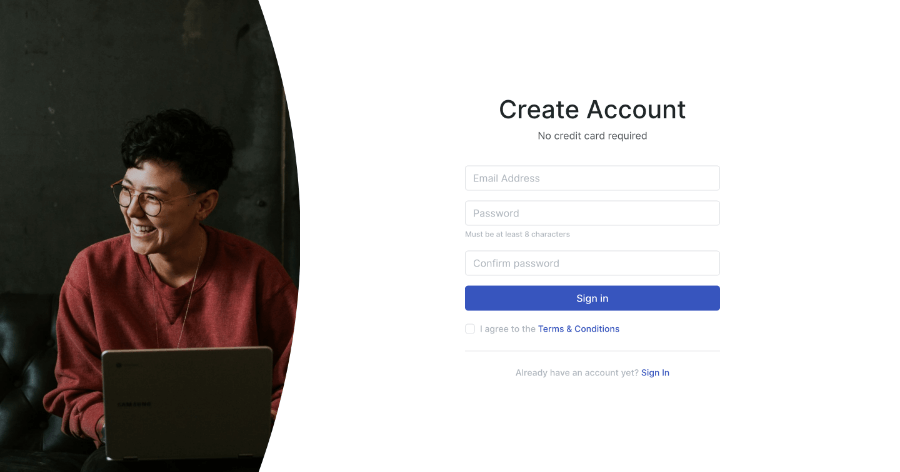 Create Account
No credit card required
Email Address
Password
Must be at least 8 characters
Confirm password
Sign in
I agree to the Terms & Conditions
Already have an account yet? Sign In